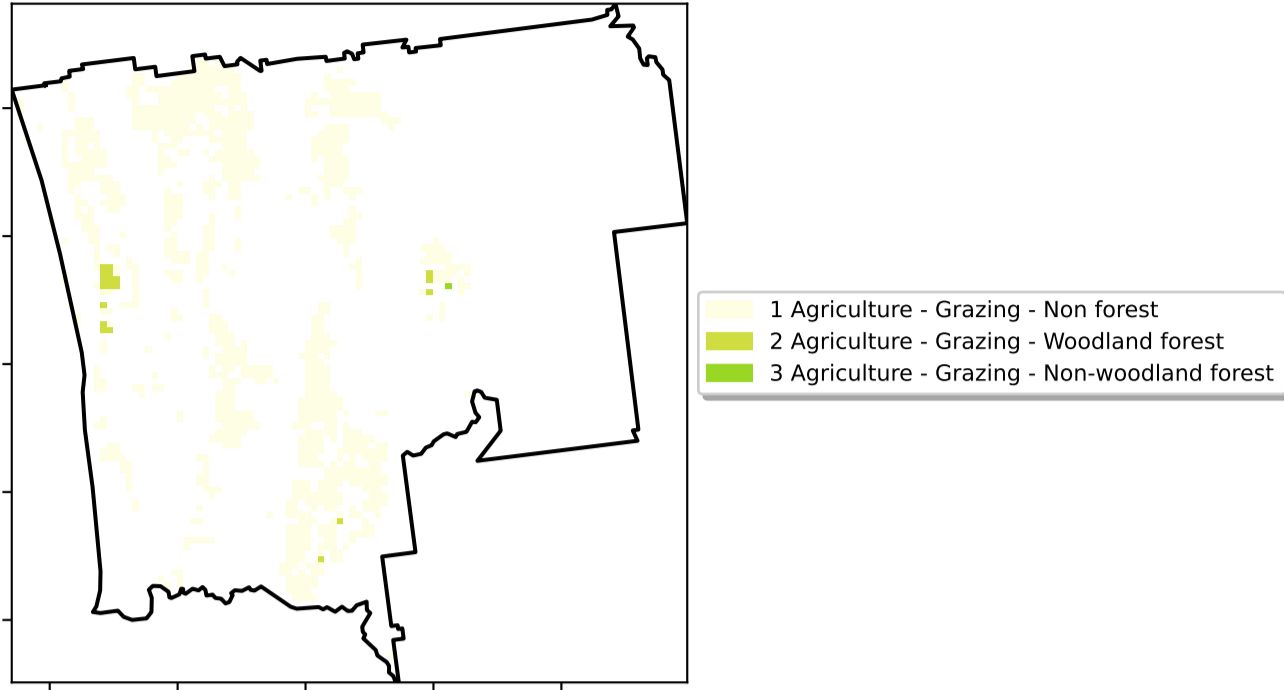 1 Agriculture - Grazing - Non forest
2 Agriculture - Grazing - Woodland forest
3 Agriculture - Grazing - Non-woodland forest